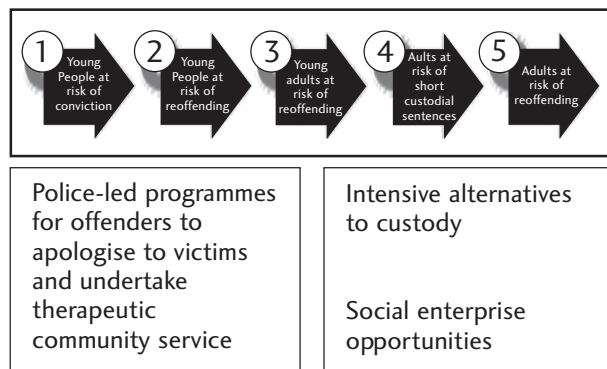 1
Young
People at
risk of
conviction
2
Young
People at
risk of
reoffending
3
Young
adults at
risk of
reoffending
4
Aults at
risk of
short
custodial
sentences
5
Adults at
risk of
reoffending
Police-led programmes
for offenders to
apologise to victims
and undertake
therapeutic
community service
Intensive alternatives
to custody
Social enterprise
opportunities